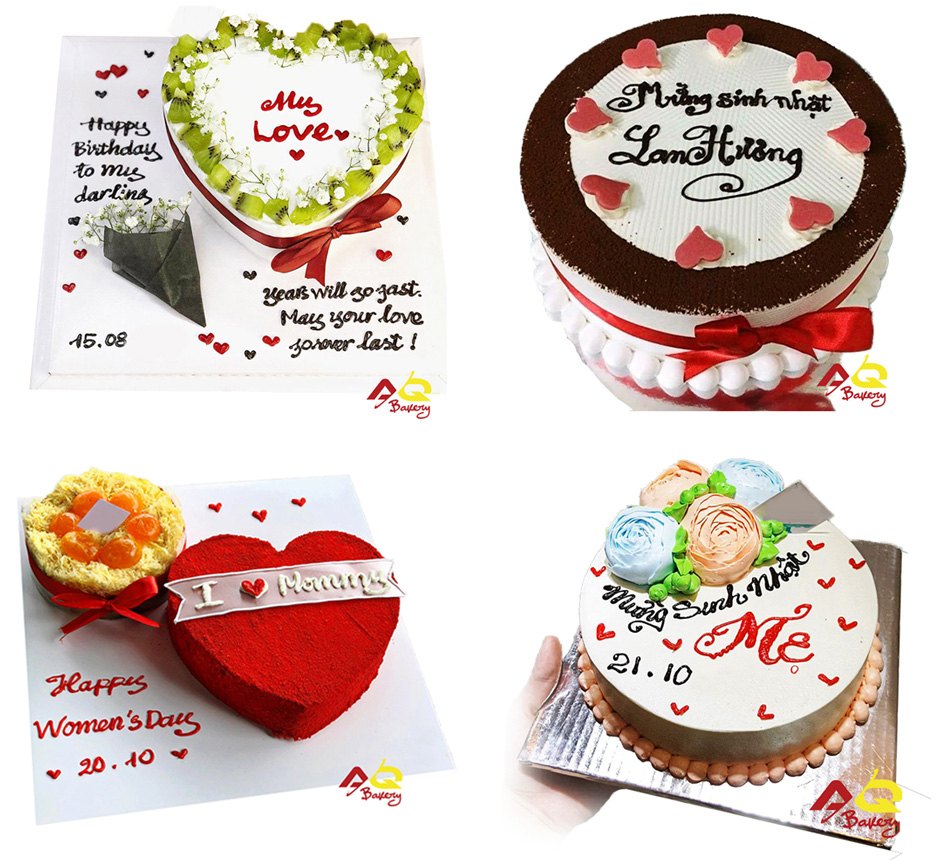 My
Love
Happy
Birthday
to my
darling
years will go fast.
May your love
forever last !
15.08
AQ
Bakery
Mừng sinh nhật
Lan Hường
AQ
Bakery
I Mommy
Happy
Women's Day
20.10
AQ
Bakery
Mừng Sinh Nhật
Mẹ
21.10
AQ
Bakery